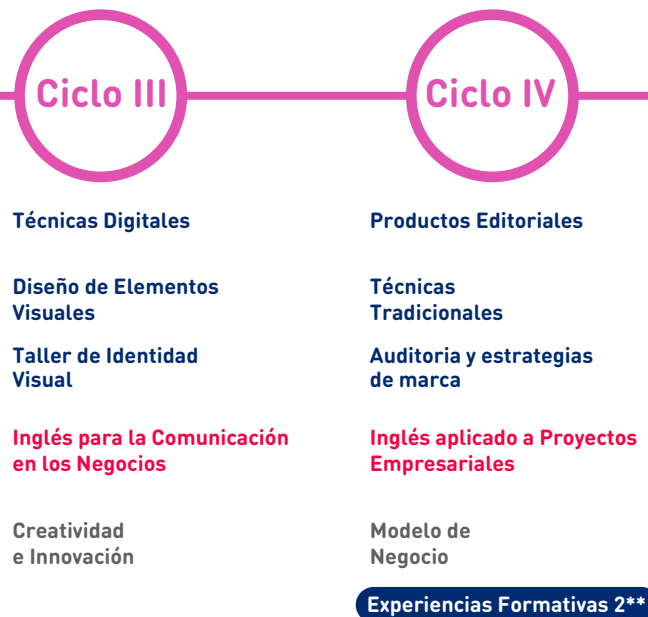 Ciclo III
Técnicas Digitales
Diseño de Elementos
Visuales
Taller de Identidad
Visual
Inglés para la Comunicación
en los Negocios
Creatividad
e Innovación
Ciclo IV
Productos Editoriales
Técnicas
Tradicionales
Auditoria y estrategias
de marca
Inglés aplicado a Proyectos
Empresariales
Modelo de
Negocio
Experiencias Formativas 2**